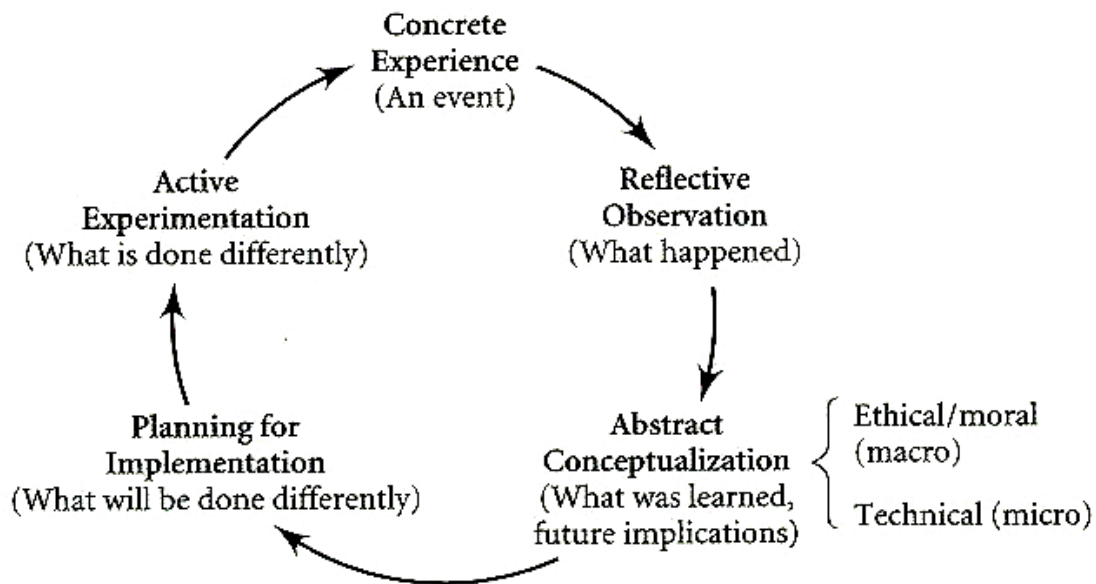 Concrete
Experience
(An event)
Reflective
Observation
(What happened)
Abstract
Conceptualization
(What was learned,
future implications)
Ethical/moral
(macro)
Technical (micro)
Planning for
Implementation
(What will be done differently)
Active
Experimentation
(What is done differently)